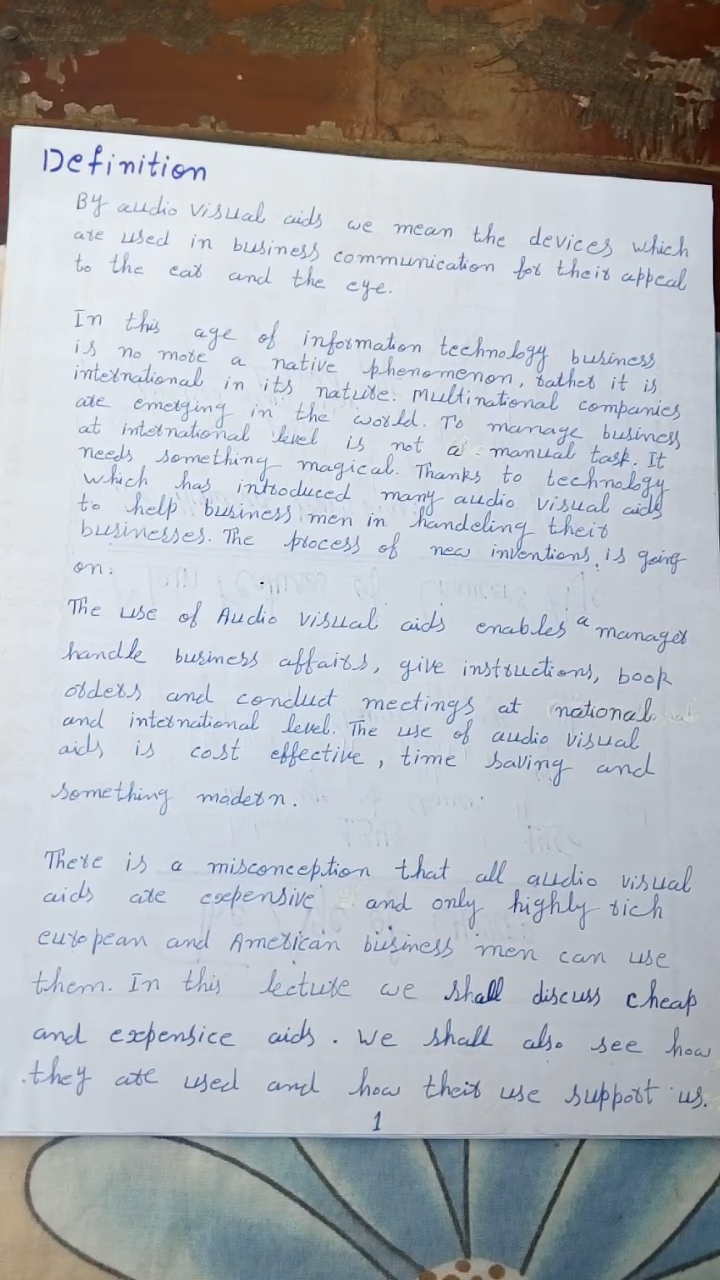 Definition
By audio visual aids we mean the devices which
are used in business communication for their appeal
to the ear and the eye.
In this age of information technology business
is no more a native phenomenon, rather it is
international in its nature. Multinational companies
are emerging in the world. To manage business
at international level is not a manual task. It
needs something magical. Thanks to technology
which has introduced many audio visual aids
to help business men in handeling their
businesses. The process of new inventions is going
on.
The use of Audio visual aids enables a manager
handle business affairs, give instructions, book
orders and conduct meetings at national
and international level. The use of audio visual
aids is cost effective, time saving and
something modern.
There is a misconception that all audio visual
aids are expensive and only highly rich
european and American business men can use
them. In this lecture we shall discuss cheap
and expensice aids. We shall also see how
they are used and how their use support us.
1